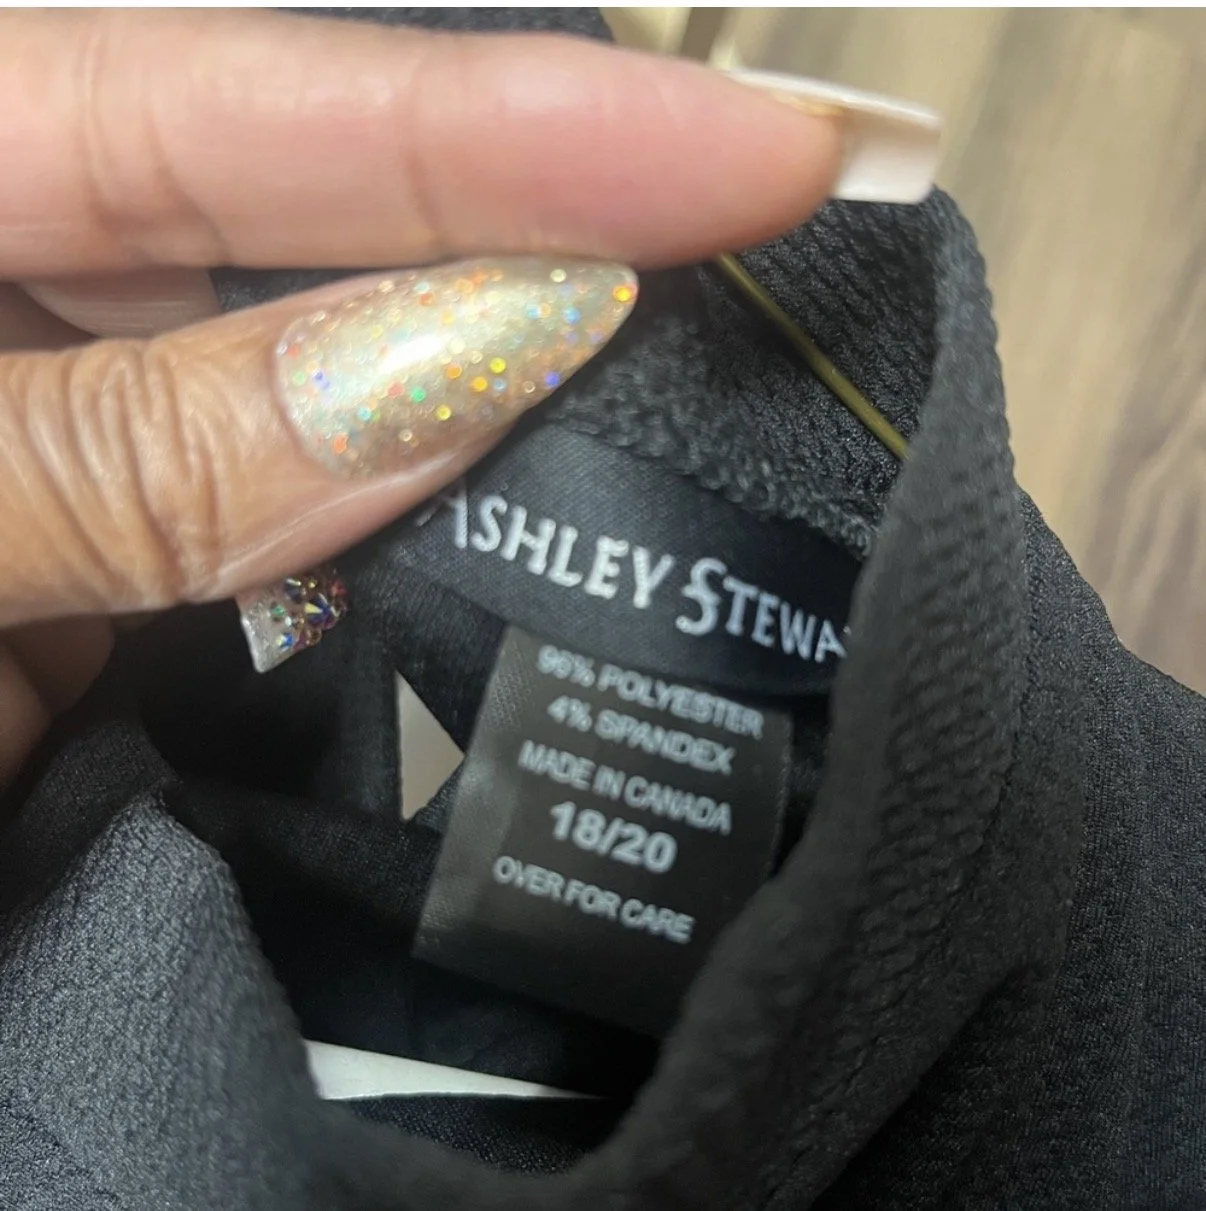 ASHLEY STEWA
96% POLYESTER
4% SPANDEX
MADE IN CANADA
18/20
OVER FOR CARE